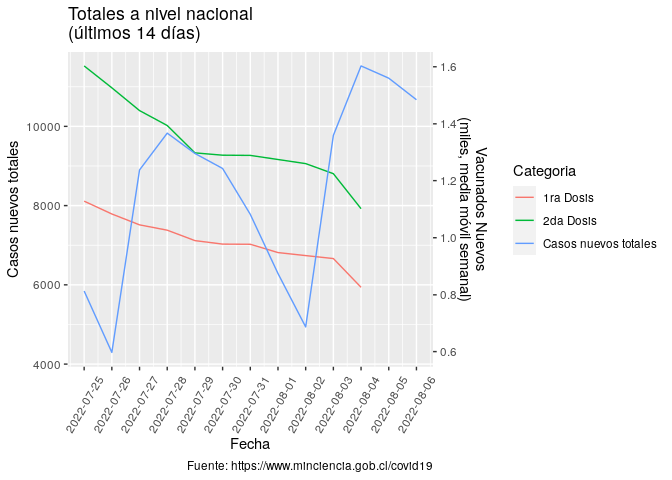 Totales a nivel nacional
(últimos 14 días)
Casos nuevos totales
10000
8000
6000
4000
1.6
1.4
1.2
1.0
0.8
0.6
Vacunados Nuevos
(miles, media móvil semanal)
2022-07-25
2022-07-26
2022-07-27
2022-07-28
2022-07-29
2022-07-30
2022-07-31
2022-08-01
2022-08-02
2022-08-03
2022-08-04
2022-08-05
2022-08-06
Fecha
Categoria
1ra Dosis
2da Dosis
Casos nuevos totales
Fuente: https://www.minciencia.gob.cl/covid19